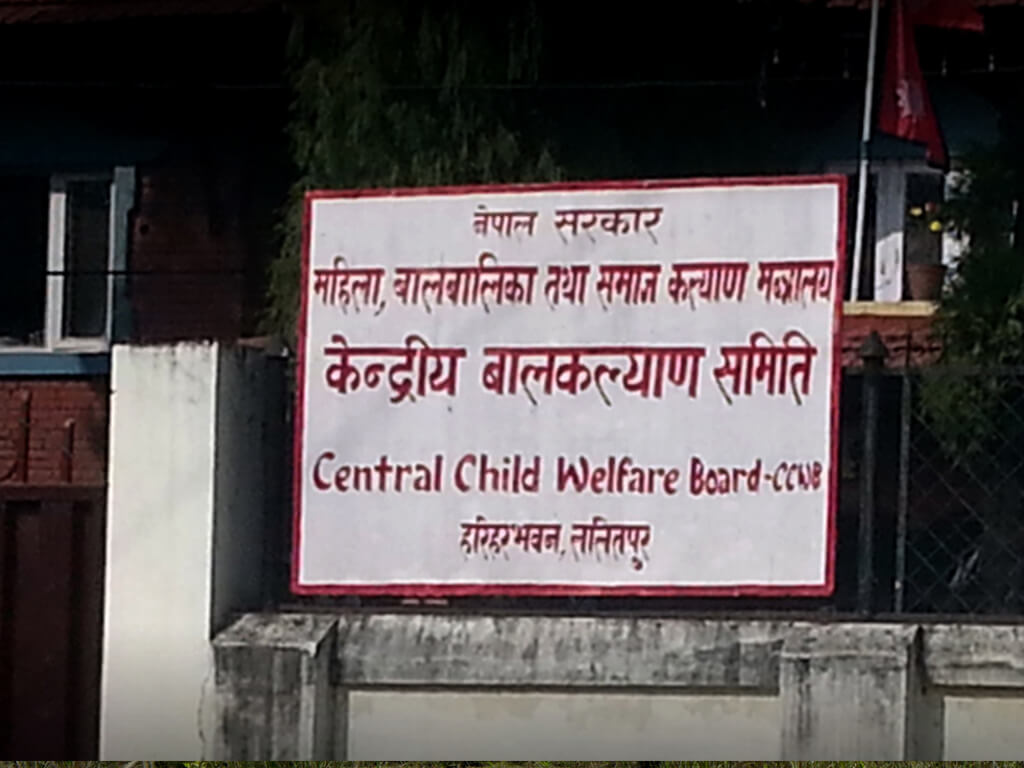 नेपाल सरकार
महिला, बालबालिका तथा समाज कल्याण मन्त्रालय
केन्द्रीय बालकल्याण समिति
Central Child Welfare Board-CCWB
हरिहरभवन, ललितपुर